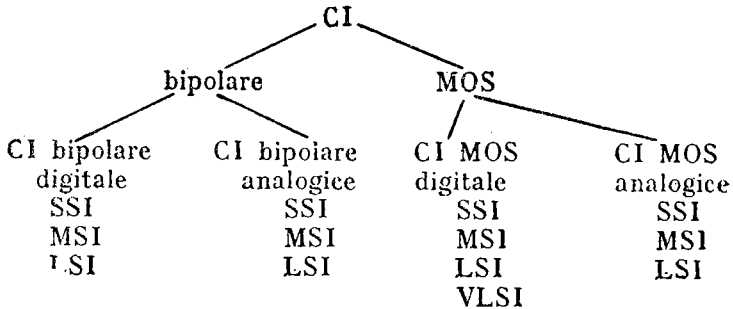 CI
bipolare MOS
CI bipolare CI bipolare CI MOS CI MOS
digitale analogice digitale analogice
SSI SSI SSI SSI
MSI MSI MSI MSI
LSI LSI LSI LSI
VLSI